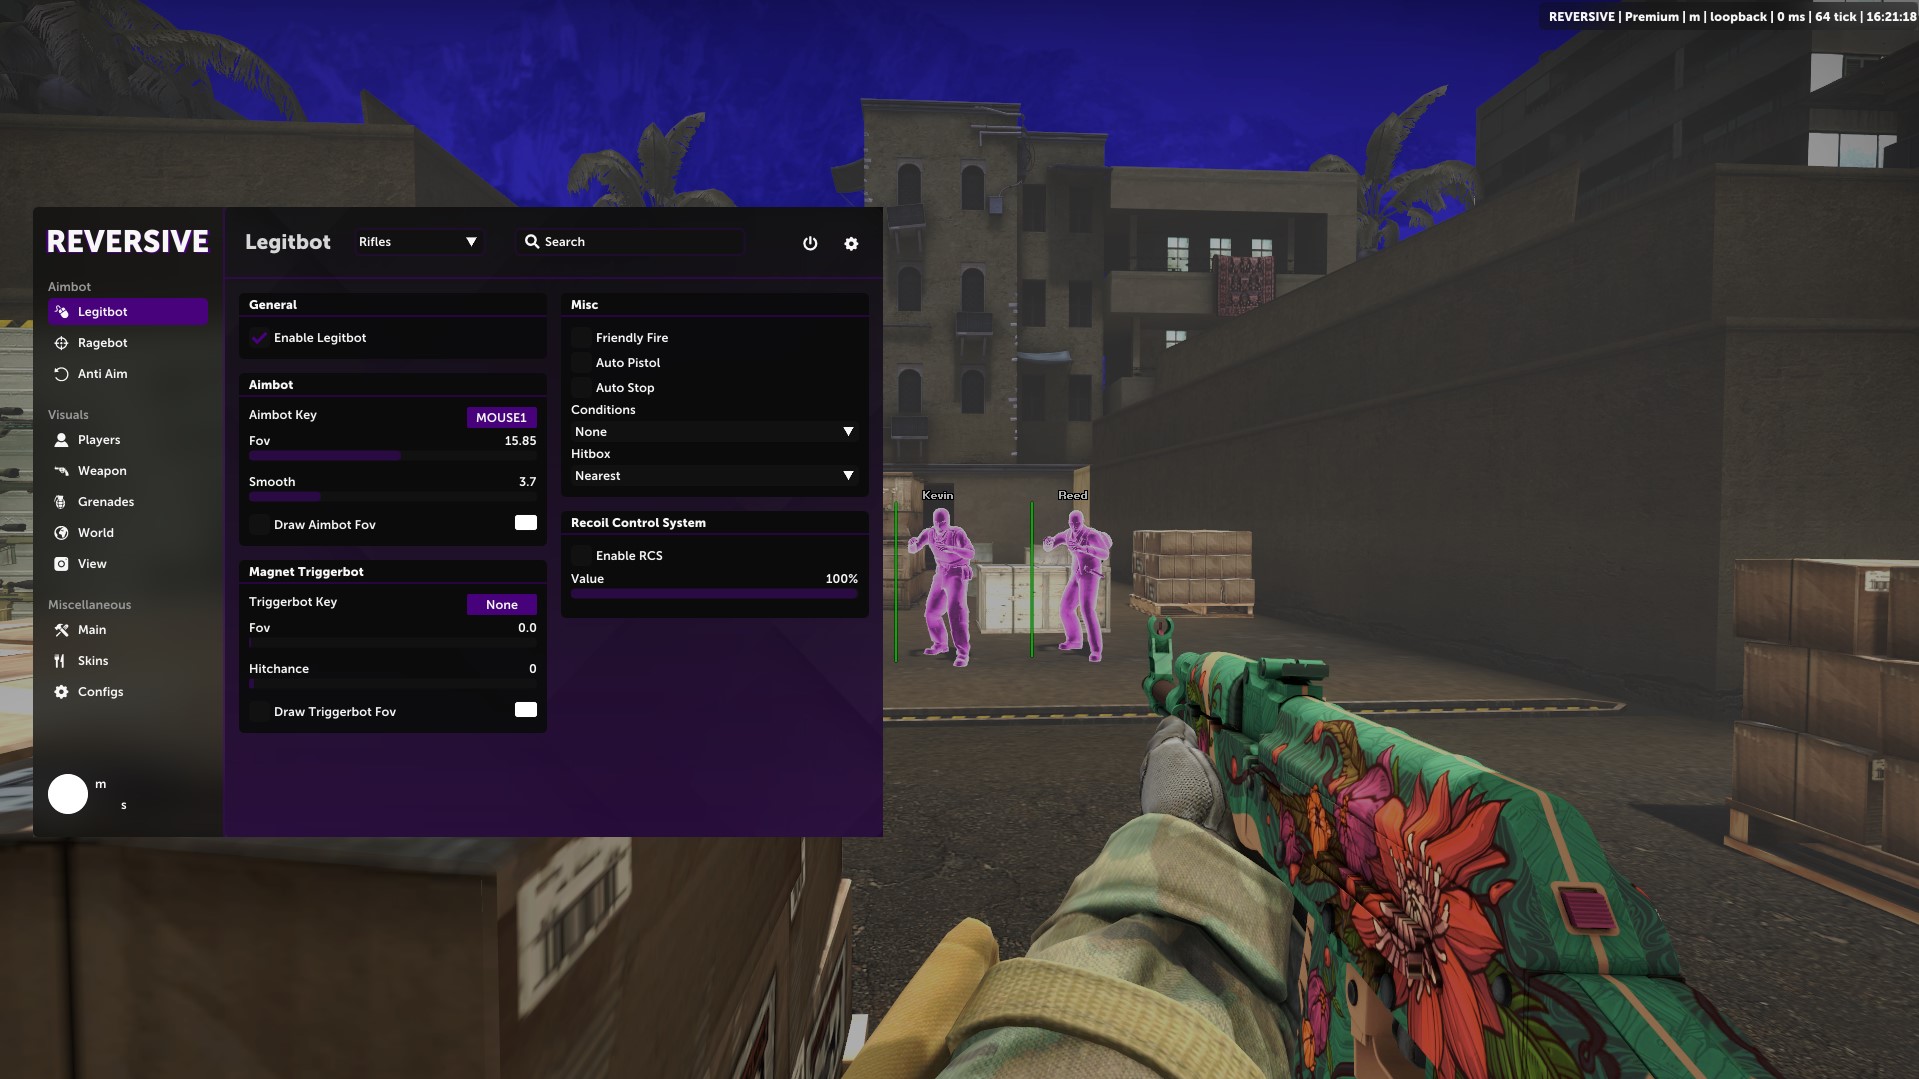 REVERSIVE | Premium | m | loopback | 0 ms | 64 tick | 16:21:18
REVERSIVE
Aimbot
Legitbot
Ragebot
Anti Aim
Visuals
Players
Weapon
Grenades
World
View
Miscellaneous
Main
Skins
Configs
m
s
Legitbot
Rifles
Search
General
Enable Legitbot
Aimbot
Aimbot Key
MOUSE1
Fov
15.85
Smooth
3.7
Draw Aimbot Fov
Magnet Triggerbot
Triggerbot Key
None
Fov
0.0
Hitchance
0
Draw Triggerbot Fov
Misc
Friendly Fire
Auto Pistol
Auto Stop
Conditions
None
Hitbox
Nearest
Recoil Control System
Enable RCS
Value
100%
Kevin
Reed